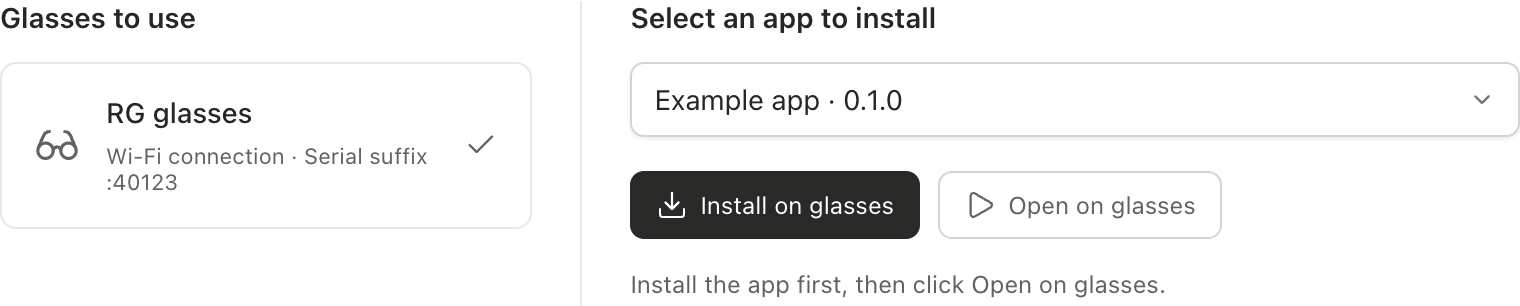 Glasses to use
RG glasses
Wi-Fi connection · Serial suffix
:40123
Select an app to install
Example app · 0.1.0
Install on glasses
Open on glasses
Install the app first, then click Open on glasses.